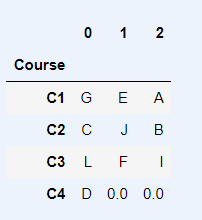 0 1 2
Course
C1 G E A
C2 C J B
C3 L F I
C4 D 0.0 0.0